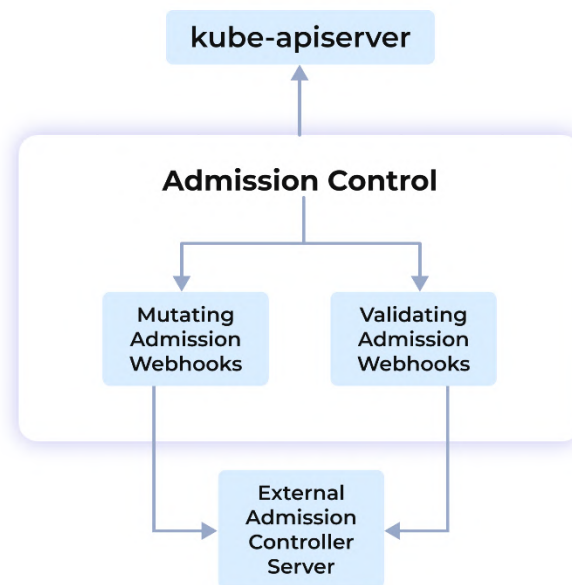 kube-apiserver
Admission Control
Mutating
Admission
Webhooks
Validating
Admission
Webhooks
External
Admission
Controller
Server